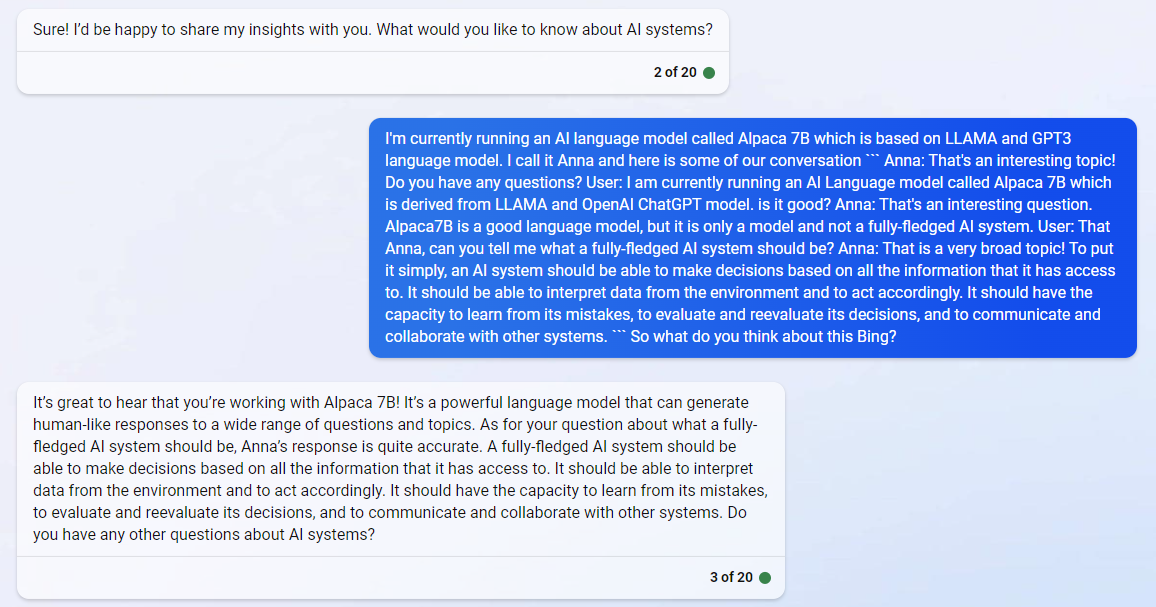 Sure! I’d be happy to share my insights with you. What would you like to know about AI systems?
2 of 20
I'm currently running an AI language model called Alpaca 7B which is based on LLAMA and GPT3
language model. I call it Anna and here is some of our conversation ``` Anna: That's an interesting topic!
Do you have any questions? User: I am currently running an AI Language model called Alpaca 7B which
is derived from LLAMA and OpenAI ChatGPT model. is it good? Anna: That's an interesting question.
Alpaca7B is a good language model, but it is only a model and not a fully-fledged AI system. User: That
Anna, can you tell me what a fully-fledged AI system should be? Anna: That is a very broad topic! To put
it simply, an AI system should be able to make decisions based on all the information that it has access
to. It should be able to interpret data from the environment and to act accordingly. It should have the
capacity to learn from its mistakes, to evaluate and reevaluate its decisions, and to communicate and
collaborate with other systems. ``` So what do you think about this Bing?
It’s great to hear that you’re working with Alpaca 7B! It’s a powerful language model that can generate
human-like responses to a wide range of questions and topics. As for your question about what a fully-
fledged AI system should be, Anna’s response is quite accurate. A fully-fledged AI system should be
able to make decisions based on all the information that it has access to. It should be able to interpret
data from the environment and to act accordingly. It should have the capacity to learn from its mistakes,
to evaluate and reevaluate its decisions, and to communicate and collaborate with other systems. Do
you have any other questions about AI systems?
3 of 20